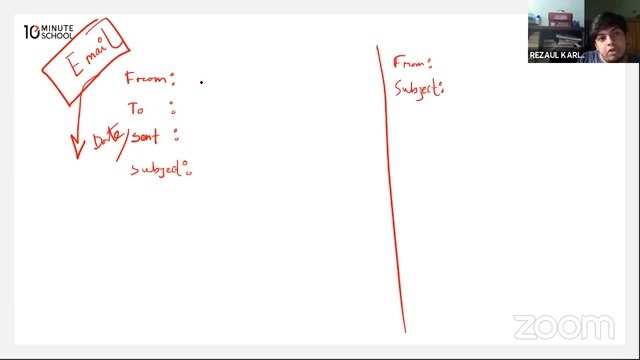 10 MINUTE SCHOOL
Email
From:
To :
Date/Sent :
Subject:
From:
Subject:
REZAUL KARI..
zoom